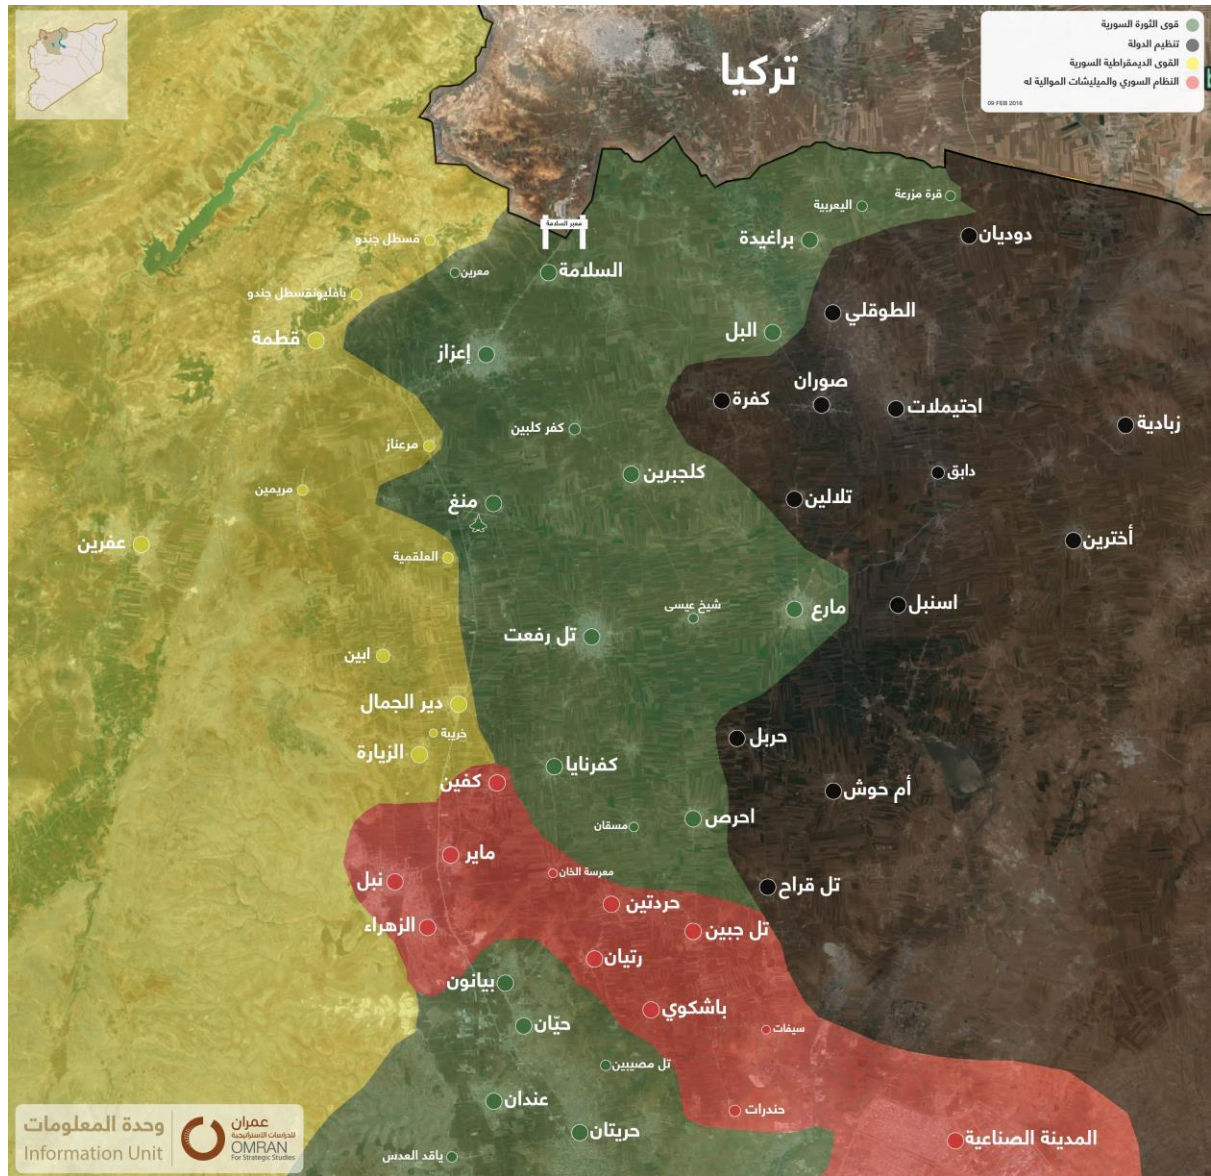 قوى الثورة السورية
تنظيم الدولة
القوى الديمقراطية السورية
النظام السوري والميليشات الموالية له
09 FEB 2016
تركيا
قرة مزرعة
اليعربية
معبر السلامة
براغيدة
دوديان
قسطل جندو
السلامة
معرين
بافليونقسطل جندو
الطوقلي
البل
قطمة
إعزاز
صوران
كفرة
احتيملات
زبادية
كفر كلبين
مرعناز
كلجبرين
دابق
مريمين
تلالين
منغ
أخترين
عفرين
العلقمية
اسنبل
مارع
شيخ عيسى
تل رفعت
ابين
دير الجمال
خريبة
حربل
الزيارة
كفرنايا
كفين
أم حوش
احرص
مسقان
ماير
معرسة الخان
نبل
تل قراح
حردتين
الزهراء
تل جبين
رتيان
بيانون
باشكوي
حيّان
سيفات
تل مصيبين
عندان
حندرات
حريتان
المدينة الصناعية
ياقد العدس
وحدة المعلومات
Information Unit
عمران
للدراسات الاستراتيجية
OMRAN
For Strategic Studies